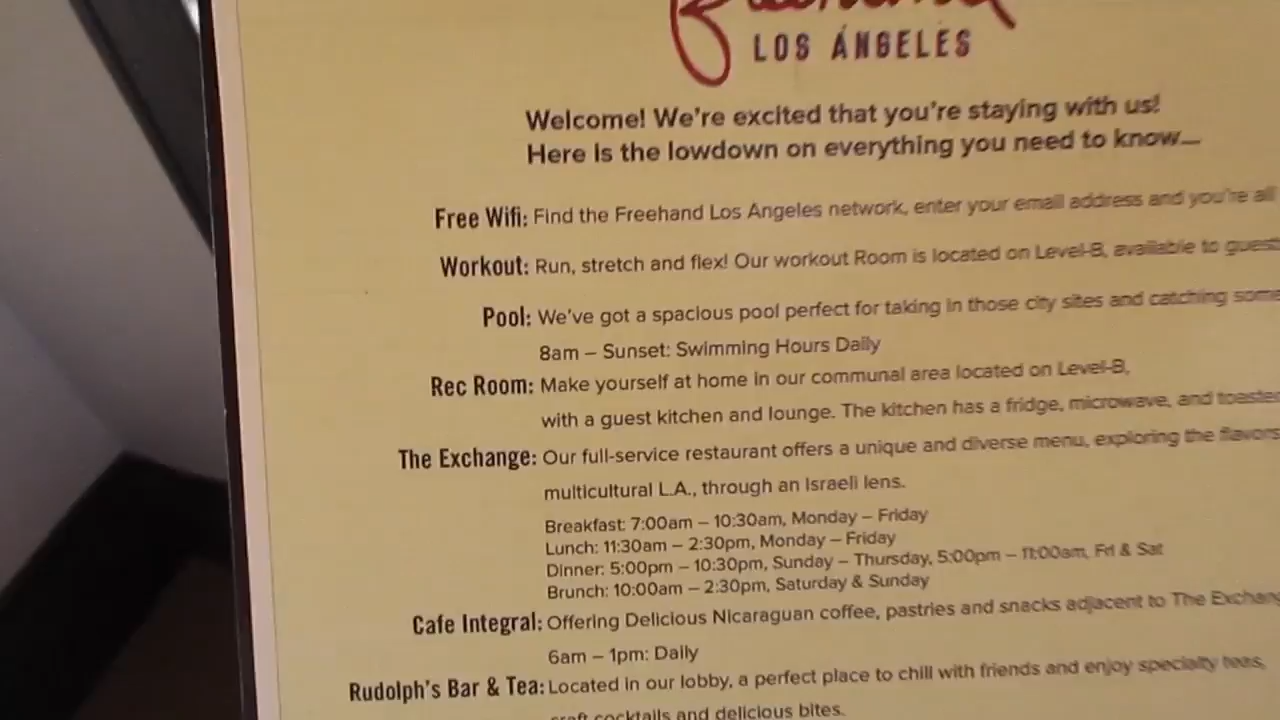 LOS ÁNGELES
Welcome! We're excited that you're staying with us!
Here is the lowdown on everything you need to know—
Free Wifi: Find the Freehand Los Angeles network, enter your email address and you're all
Workout: Run, stretch and flex! Our workout Room is located on Level-B, available to guest
Pool: We've got a spacious pool perfect for taking in those city sites and catching some
8am – Sunset: Swimming Hours Daily
Rec Room: Make yourself at home in our communal area located on Level-B,
with a guest kitchen and lounge. The kitchen has a fridge, microwave, and toaster
The Exchange: Our full-service restaurant offers a unique and diverse menu, exploring the flavors
multicultural L.A., through an Israeli lens.
Breakfast: 7:00am – 10:30am, Monday – Friday
Lunch: 11:30am – 2:30pm, Monday – Friday
Dinner: 5:00pm – 10:30pm, Sunday – Thursday, 5:00pm – 11:00am, Fri & Sat
Brunch: 10:00am – 2:30pm, Saturday & Sunday
Cafe Integral: Offering Delicious Nicaraguan coffee, pastries and snacks adjacent to The Exchang
6am – 1pm: Daily
Rudolph's Bar & Tea: Located in our lobby, a perfect place to chill with friends and enjoy specialty teas,
craft cocktails and delicious bites.